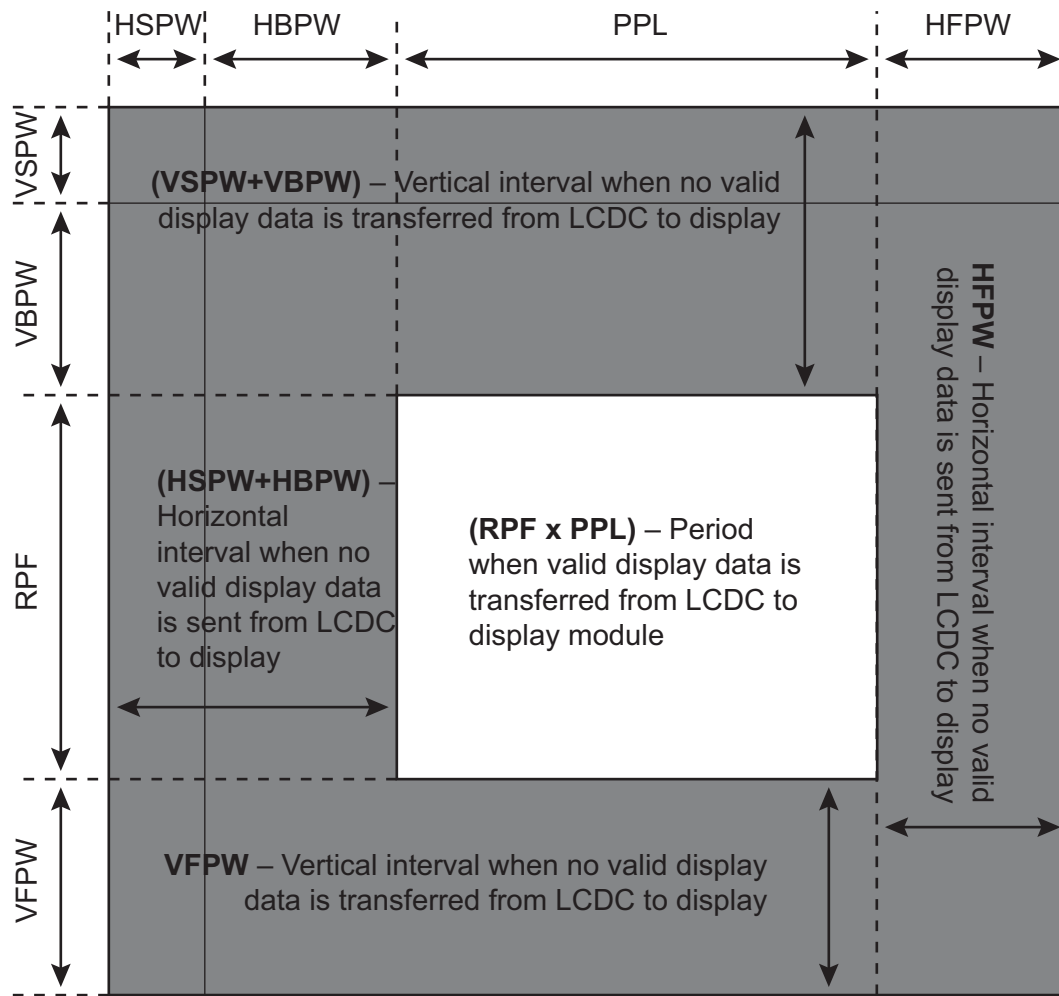 HSPW HBPW PPL HFPW
VSPW
(VSPW+VBPW) – Vertical interval when no valid
display data is transferred from LCDC to display
VBPW
HFPW – Horizontal interval when no valid
display data is sent from LCDC to display
RPF
(HSPW+HBPW) –
Horizontal
interval when no
valid display data
is sent from LCDC
to display
(RPF x PPL) – Period
when valid display data is
transferred from LCDC to
display module
VFPW
VFPW – Vertical interval when no valid display
data is transferred from LCDC to display